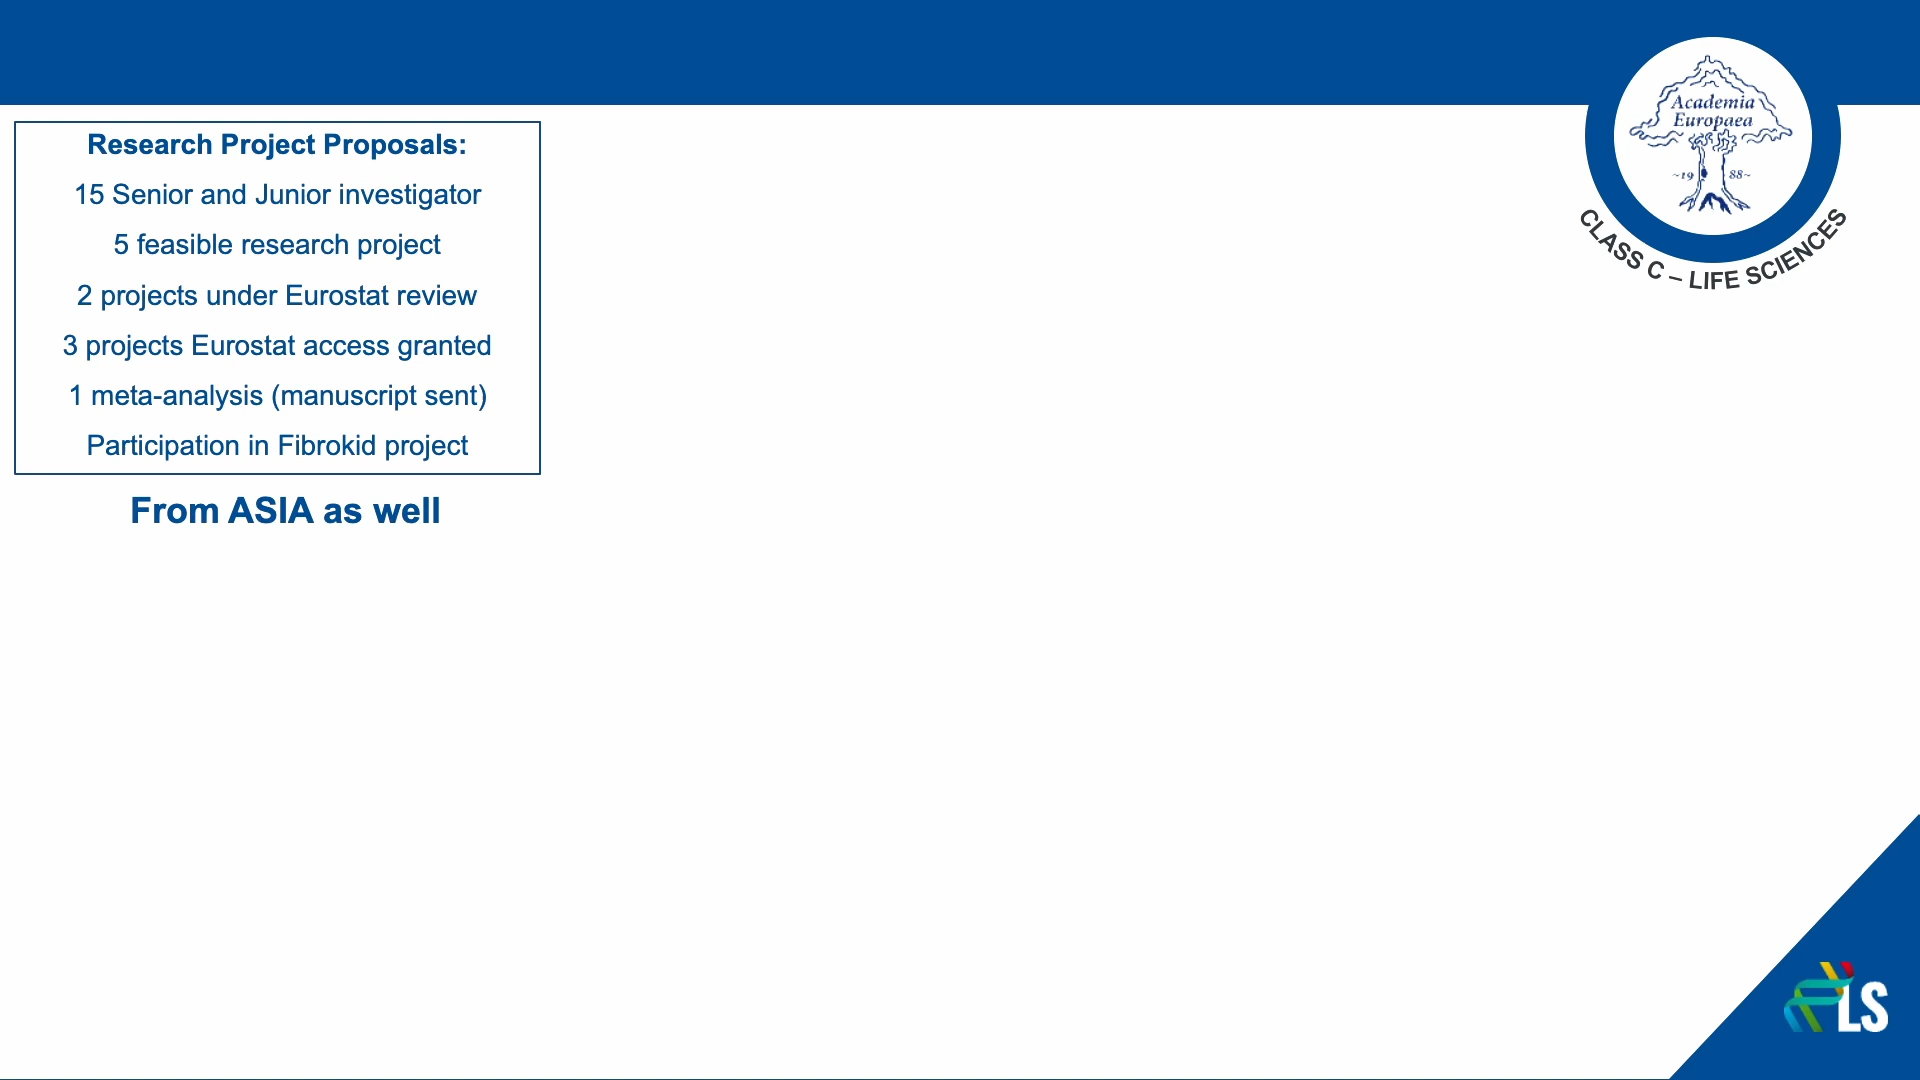 Research Project Proposals:
15 Senior and Junior investigator
5 feasible research project
2 projects under Eurostat review
3 projects Eurostat access granted
1 meta-analysis (manuscript sent)
Participation in Fibrokid project
From ASIA as well
Academia
Europaea
~19 88~
CLASS C – LIFE SCIENCES
LS